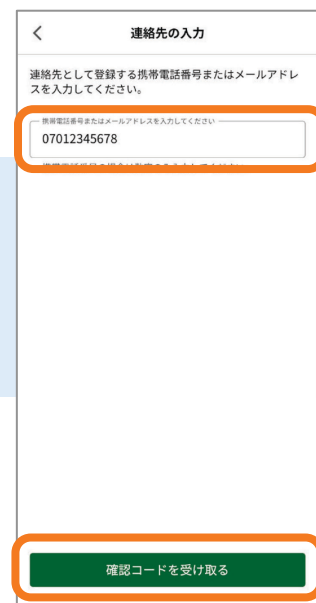 連絡先の入力
連絡先として登録する携帯電話番号またはメールアドレ
スを入力してください。
携帯電話番号またはメールアドレスを入力してください
07012345678
確認コードを受け取る